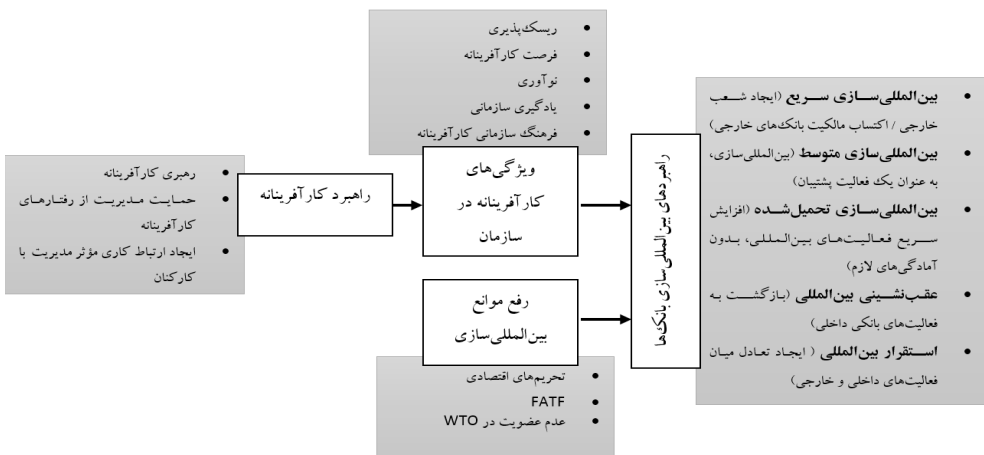 ریسک‌پذیری
فرصت کارآفرینانه
نوآوری
یادگیری سازمانی
فرهنگ سازمانی کارآفرینانه
رهبری کارآفرینانه
حمایت مدیریت از رفتارهای
کارآفرینانه
ایجاد ارتباط کاری مؤثر مدیریت با
کارکنان
راهبرد کارآفرینانه
ویژگی‌های
کارآفرینانه در
سازمان
رفع موانع
بین‌المللی‌سازی
تحریم‌های اقتصادی
FATF
عدم عضویت در WTO
راهبردهای بین‌المللی‌سازی بانک‌ها
بین‌المللی‌سازی سریع (ایجاد شعب
خارجی / اکتساب مالکیت بانک‌های خارجی)
بین‌المللی‌سازی متوسط (بین‌المللی‌سازی،
به عنوان یک فعالیت پشتیبان)
بین‌المللی‌سازی تحمیل‌شده (افزایش
سریع فعالیت‌های بین‌المللی، بدون
آمادگی‌های لازم)
عقب‌نشینی بین‌المللی (بازگشت به
فعالیت‌های بانکی داخلی)
استقرار بین‌المللی ( ایجاد تعادل میان
فعالیت‌های داخلی و خارجی)